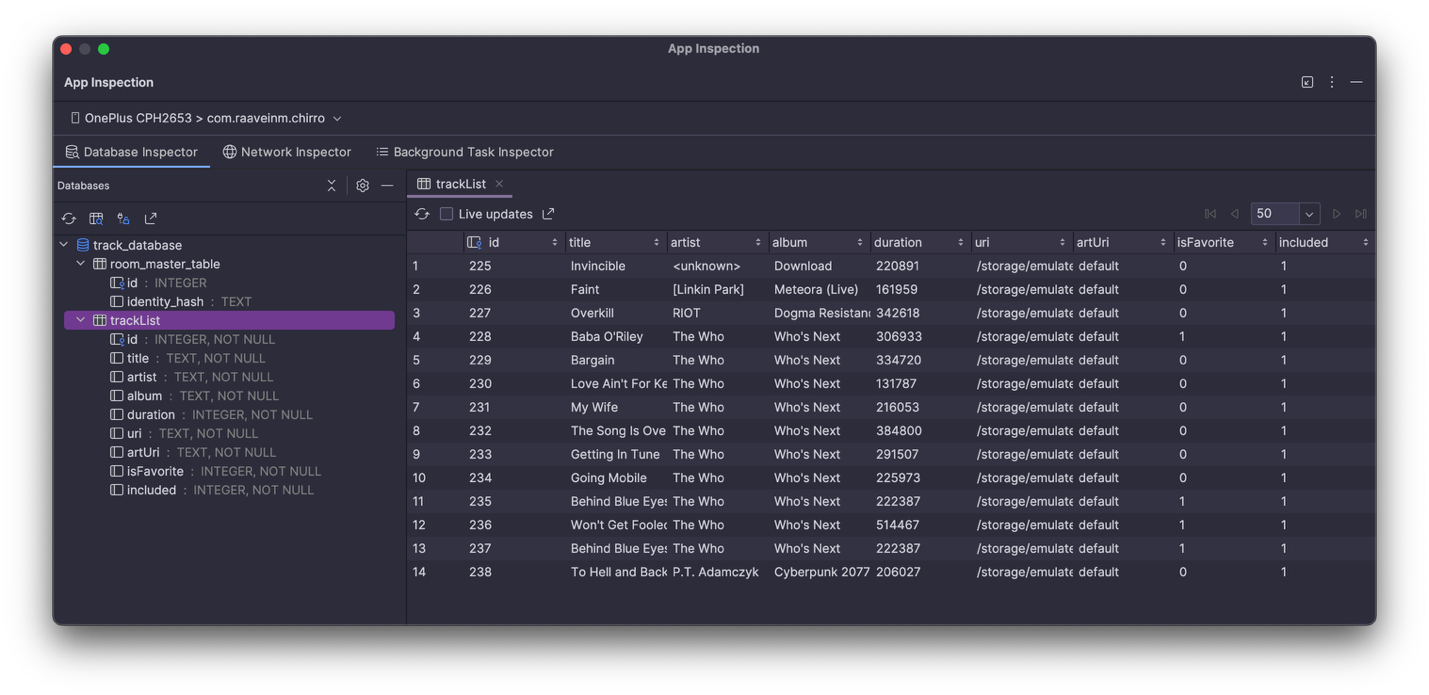 App Inspection
App Inspection
OnePlus CPH2653 > com.raaveinm.chirro
Database Inspector Network Inspector Background Task Inspector
Databases
track_database
room_master_table
id : INTEGER
identity_hash : TEXT
trackList
id : INTEGER, NOT NULL
title : TEXT, NOT NULL
artist : TEXT, NOT NULL
album : TEXT, NOT NULL
duration : INTEGER, NOT NULL
uri : TEXT, NOT NULL
artUri : TEXT, NOT NULL
isFavorite : INTEGER, NOT NULL
included : INTEGER, NOT NULL
trackList
Live updates 50
id title artist album duration uri artUri isFavorite included
1 225 Invincible <unknown> Download 220891 /storage/emulate default 0 1
2 226 Faint [Linkin Park] Meteora (Live) 161959 /storage/emulate default 0 1
3 227 Overkill RIOT Dogma Resistan 342618 /storage/emulate default 0 1
4 228 Baba O'Riley The Who Who's Next 306933 /storage/emulate default 1 1
5 229 Bargain The Who Who's Next 334720 /storage/emulate default 0 1
6 230 Love Ain't For Ke The Who Who's Next 131787 /storage/emulate default 0 1
7 231 My Wife The Who Who's Next 216053 /storage/emulate default 0 1
8 232 The Song Is Ove The Who Who's Next 384800 /storage/emulate default 0 1
9 233 Getting In Tune The Who Who's Next 291507 /storage/emulate default 0 1
10 234 Going Mobile The Who Who's Next 225973 /storage/emulate default 0 1
11 235 Behind Blue Eyes The Who Who's Next 222387 /storage/emulate default 1 1
12 236 Won't Get Fooled The Who Who's Next 514467 /storage/emulate default 1 1
13 237 Behind Blue Eyes The Who Who's Next 222387 /storage/emulate default 1 1
14 238 To Hell and Back P.T. Adamczyk Cyberpunk 2077 206027 /storage/emulate default 0 1